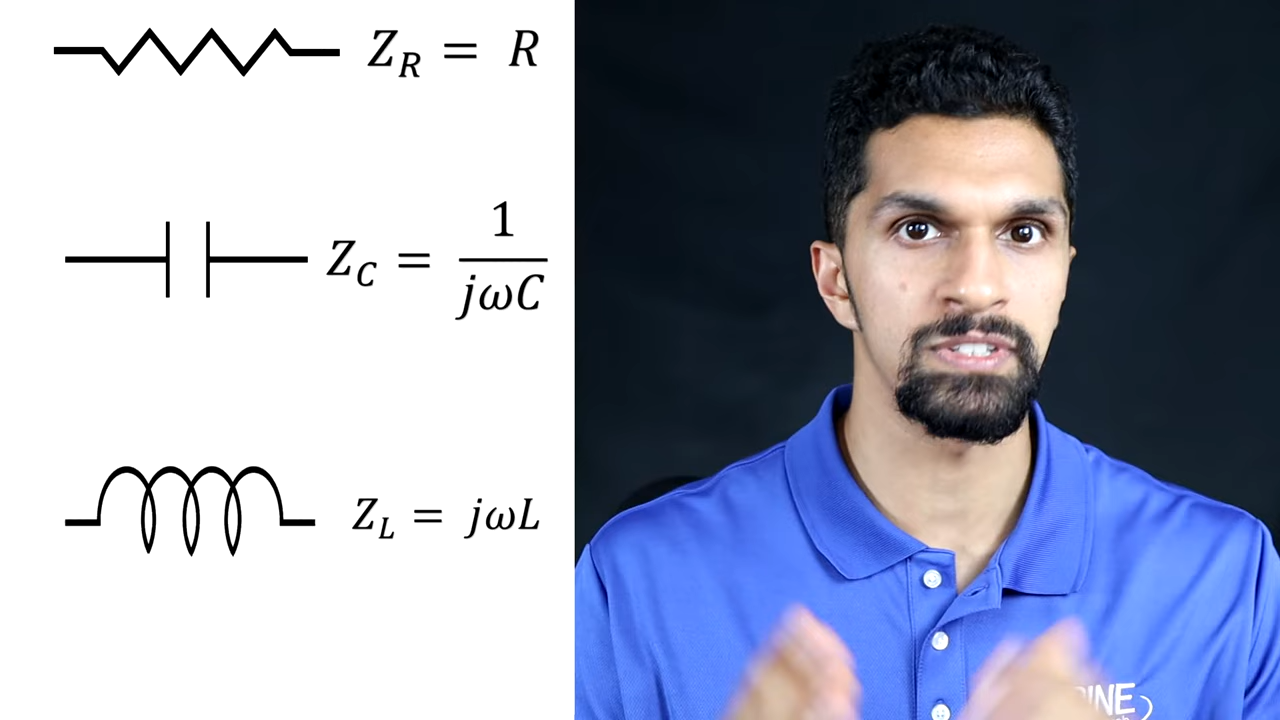 Z_R = R
Z_C = 1/jωC
Z_L = jωL